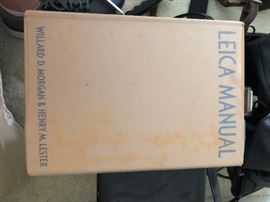 LEICA MANUAL
WILLARD D. MORGAN & HENRY M. LESTER